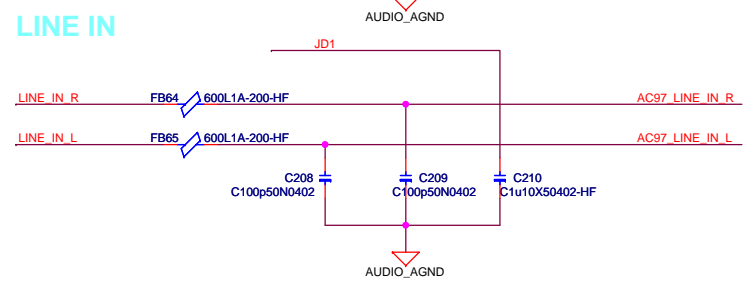 AUDIO_AGND
LINE IN
JD1
LINE_IN_R FB64 600L1A-200-HF AC97_LINE_IN_R
LINE_IN_L FB65 600L1A-200-HF AC97_LINE_IN_L
C208 C209 C210
C100p50N0402 C100p50N0402 C1u10X50402-HF
AUDIO_AGND